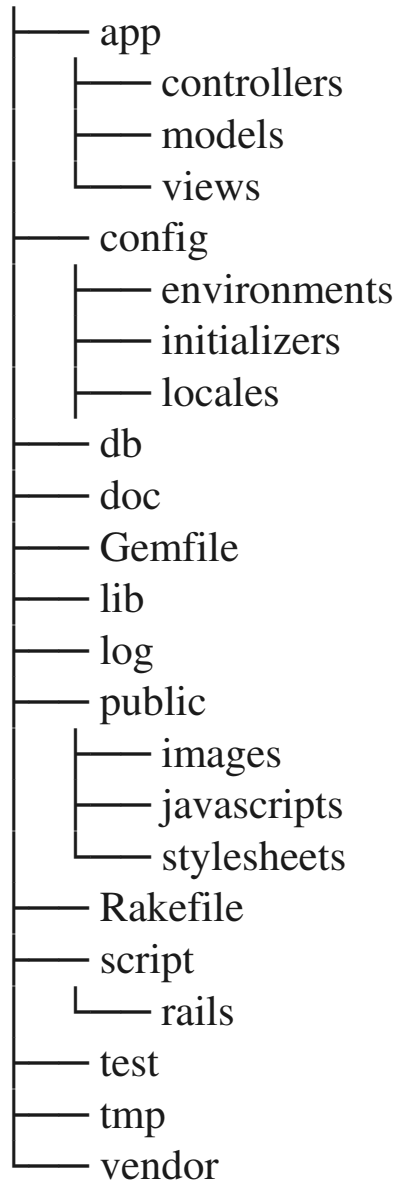 app
controllers
models
views
config
environments
initializers
locales
db
doc
Gemfile
lib
log
public
images
javascripts
stylesheets
Rakefile
script
rails
test
tmp
vendor